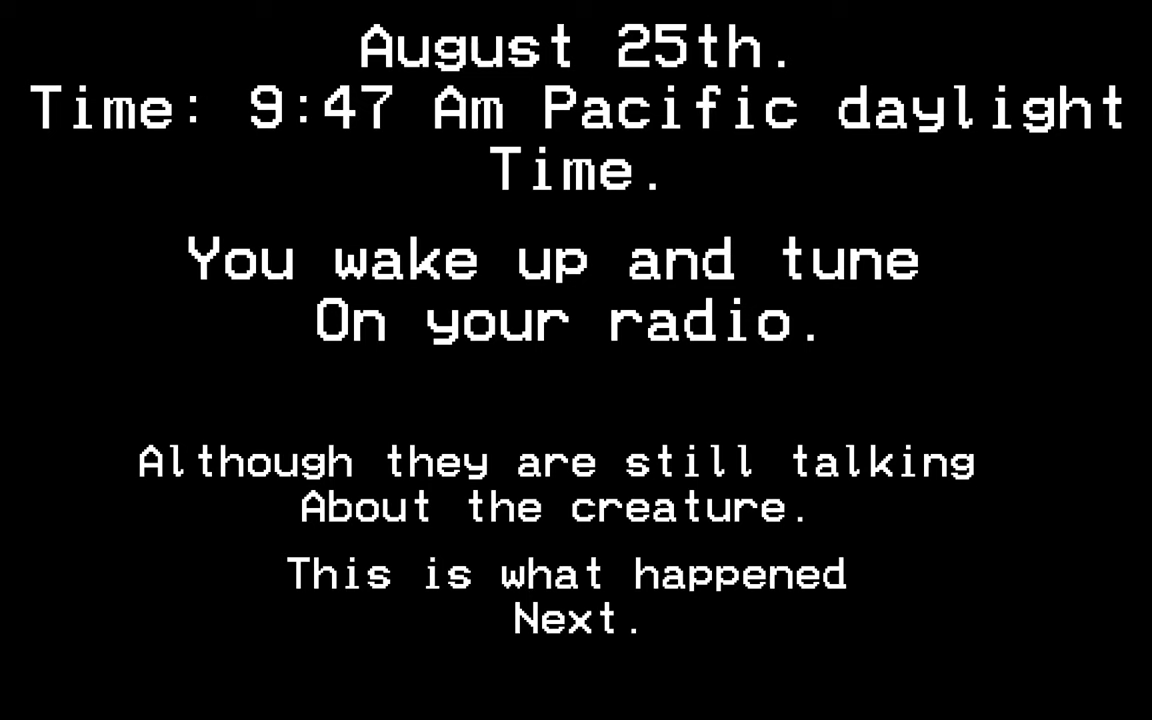 August 25th.
Time: 9:47 Am Pacific daylight
Time.
You wake up and tune
On your radio.
Although they are still talking
About the creature.
This is what happened
Next.